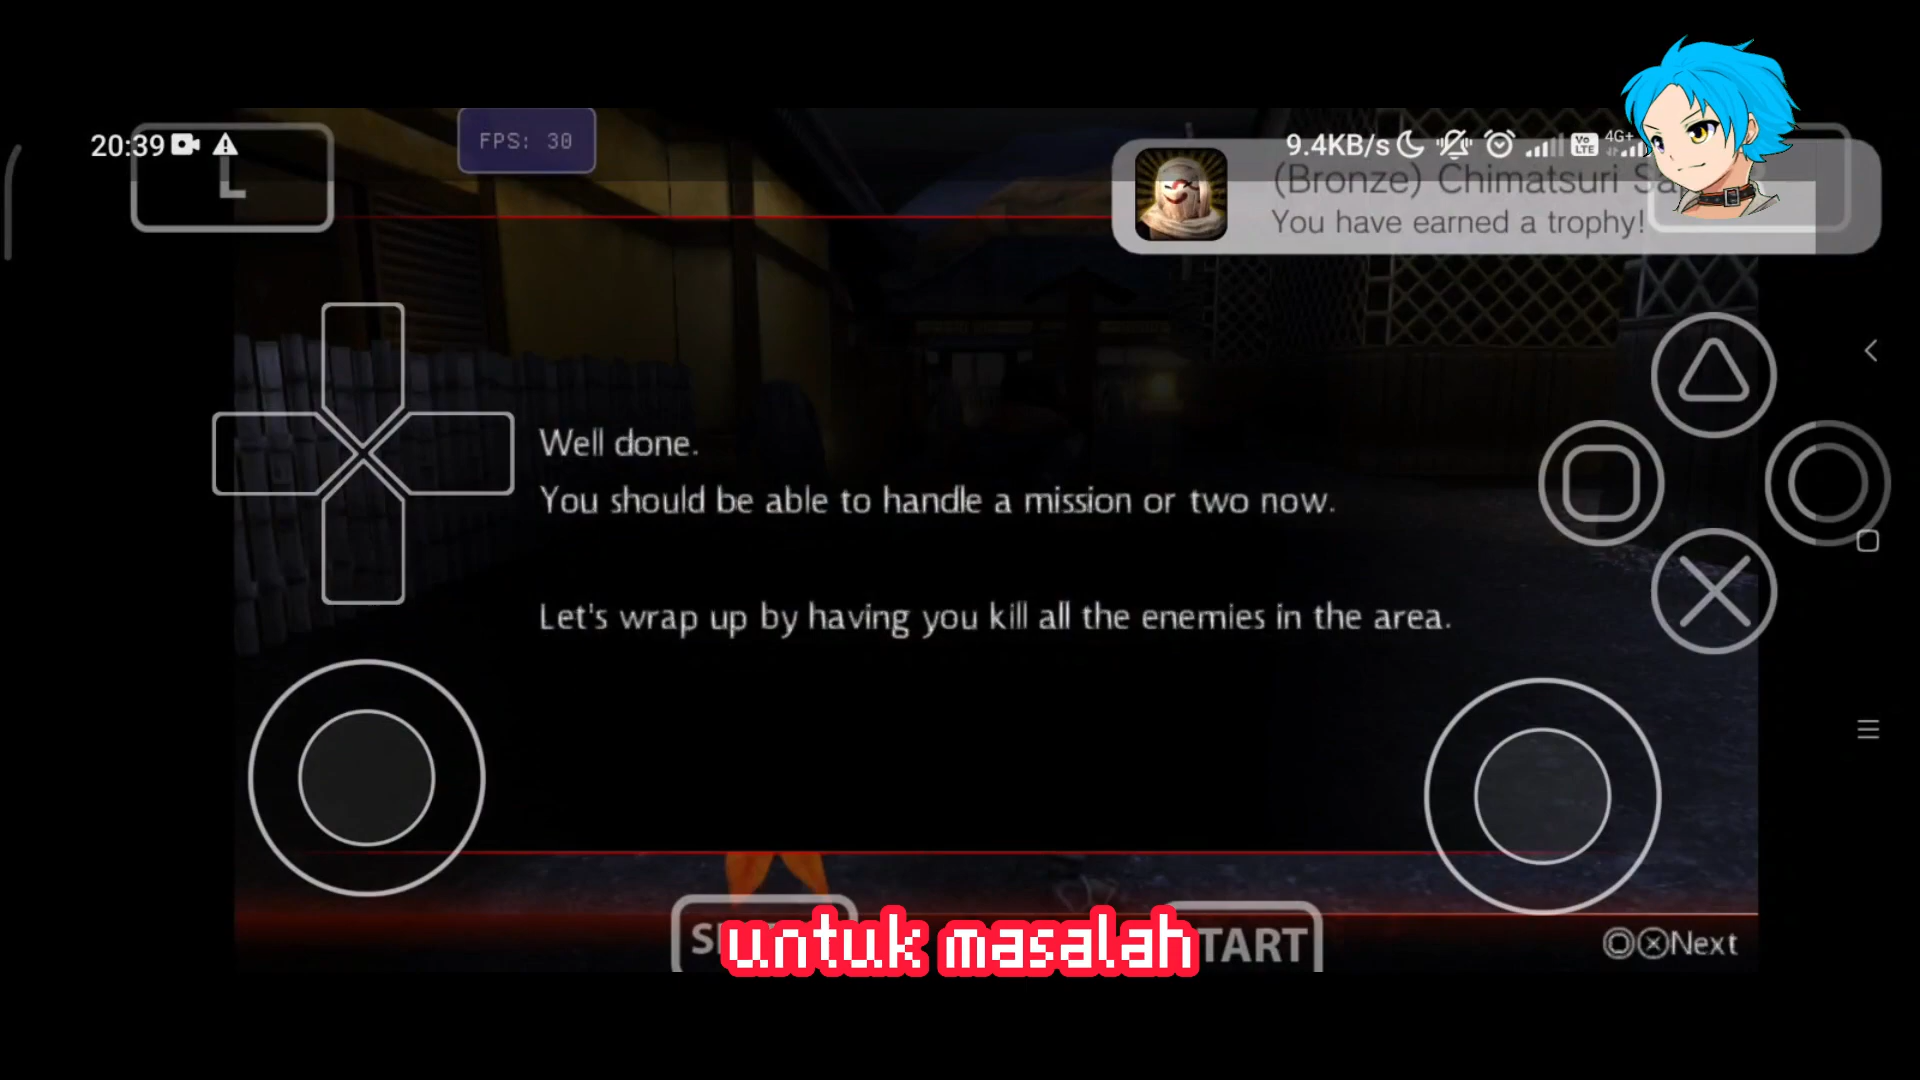 20:39
FPS: 30
9.4KB/s
Vo LTE
4G+
L
(Bronze) Chimatsuri
You have earned a trophy!
Well done.
You should be able to handle a mission or two now.
Let's wrap up by having you kill all the enemies in the area.
untuk masalah
TART
Next